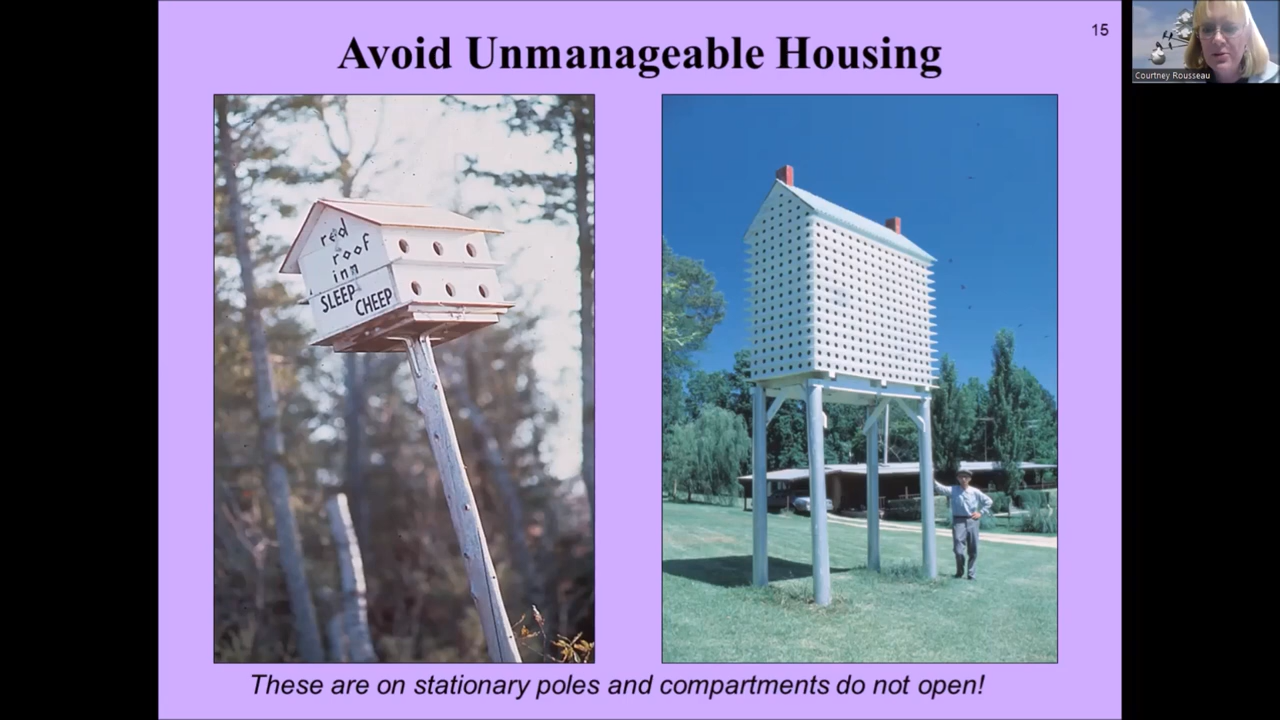 15
Avoid Unmanageable Housing
red
roof
inn
SLEEP
CHEEP
These are on stationary poles and compartments do not open!
Courtney Rousseau